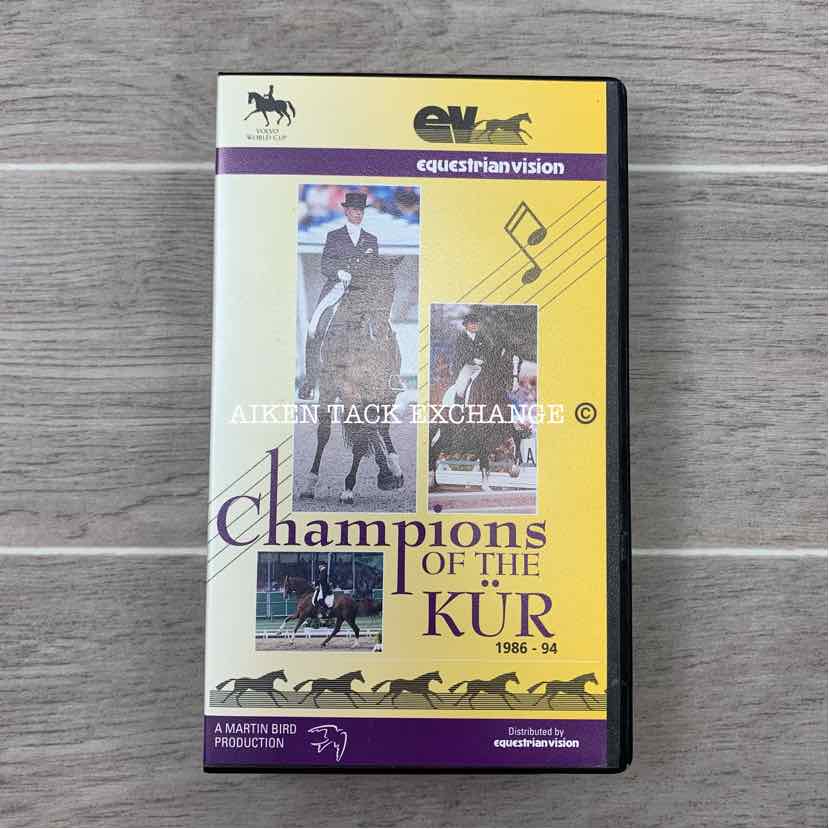 VOLVO
WORLD CUP
ev
equestrianvision
A
AIKEN TACK EXCHANGE ©
Champions
OF THE
KÜR
1986 - 94
A MARTIN BIRD
PRODUCTION
Distributed by
equestrianvision